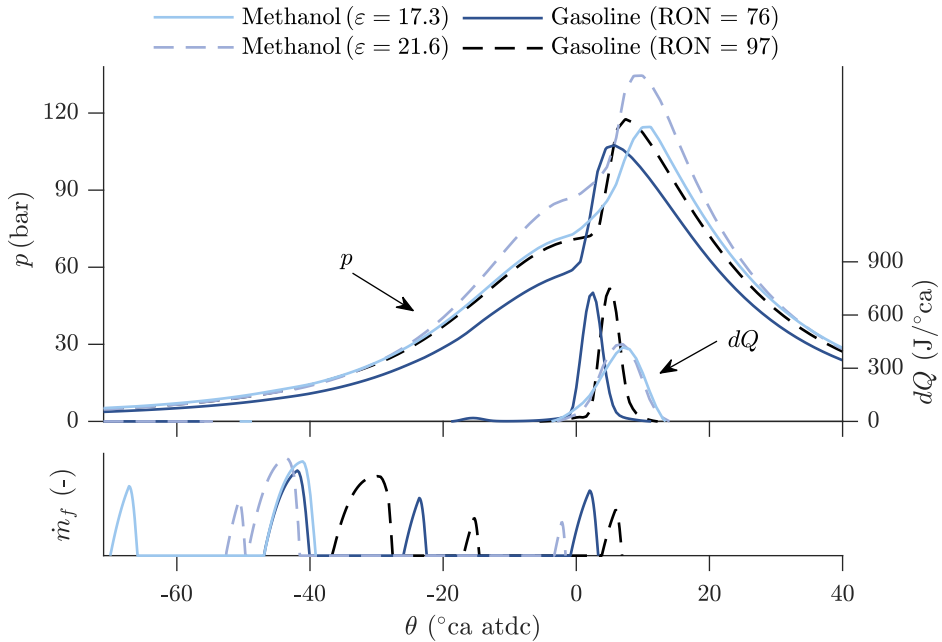 Methanol (ε = 17.3) Gasoline (RON = 76)
Methanol (ε = 21.6) Gasoline (RON = 97)
120
90
60
30
0
p(bar)
p
dQ
900
600
300
0
dQ (J/°ca)
ṁf (-)
-60 -40 -20 0 20 40
θ (°ca atdc)